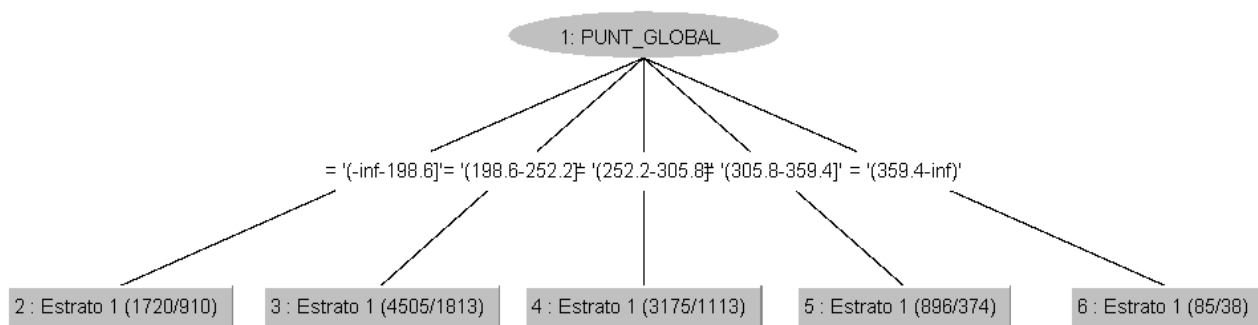 1: PUNT_GLOBAL
= '(-inf-198.6]'= '(198.6-252.2]'= '(252.2-305.8]'= '(305.8-359.4]' = '(359.4-inf)'
2 : Estrato 1 (1720/910) 3 : Estrato 1 (4505/1813) 4 : Estrato 1 (3175/1113) 5 : Estrato 1 (896/374) 6 : Estrato 1 (85/38)